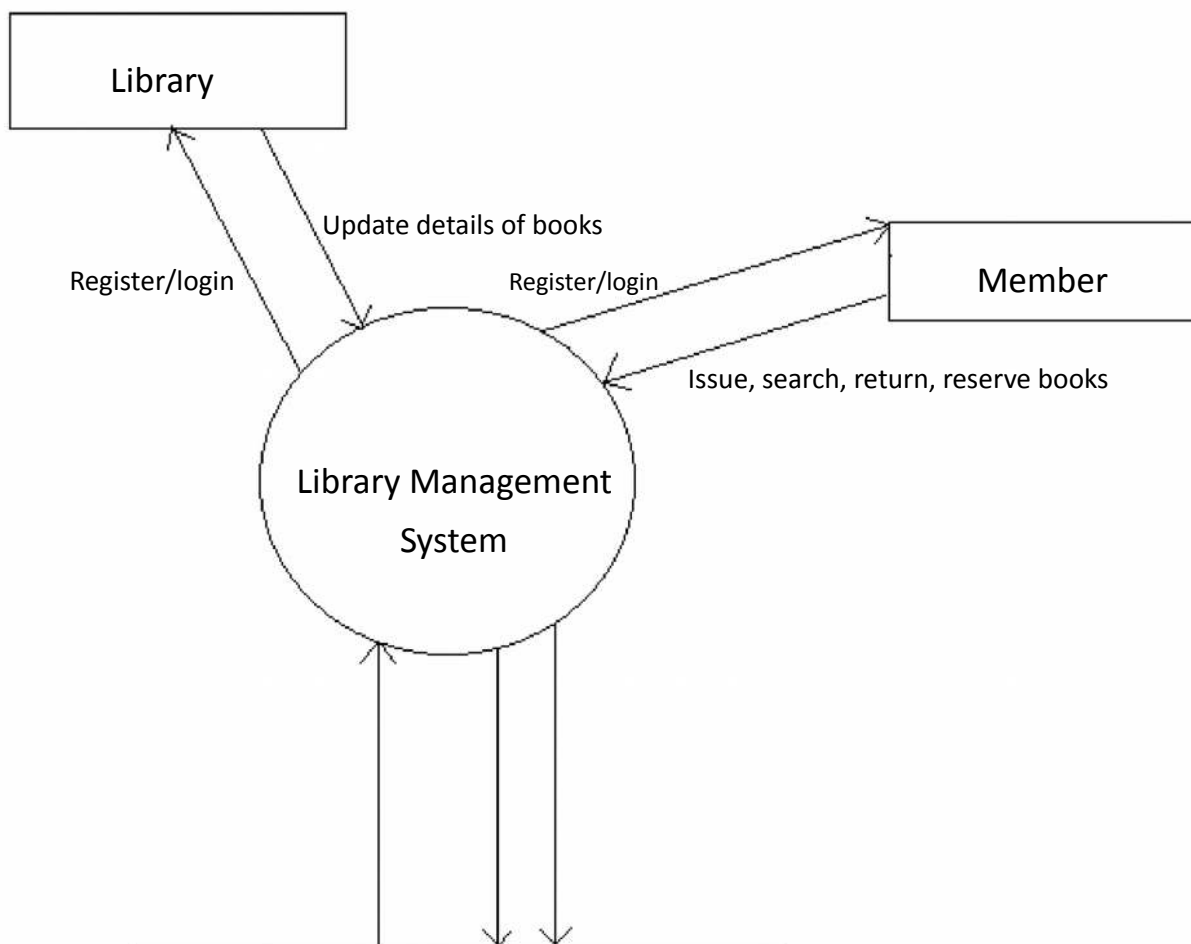 Library
Update details of books
Register/login
Register/login
Member
Issue, search, return, reserve books
Library Management
System